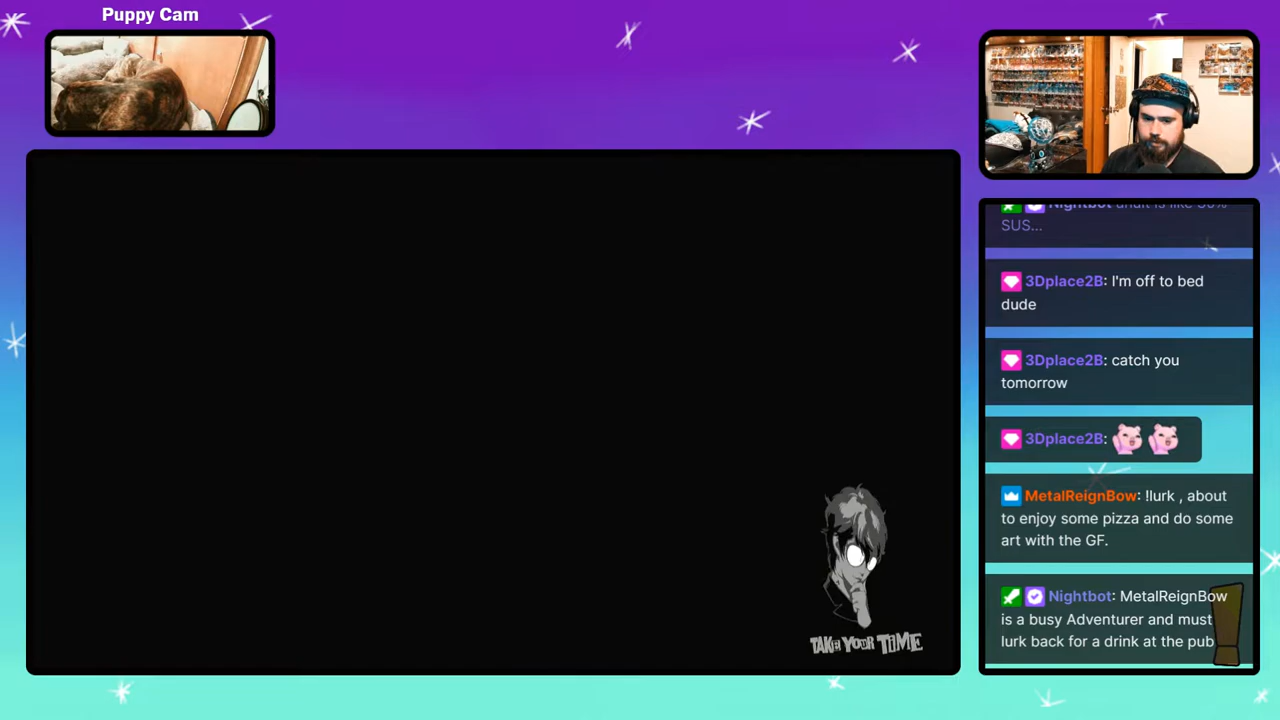 Puppy Cam
Nightbot
SUS...
3Dplace2B: I'm off to bed
dude
3Dplace2B: catch you
tomorrow
3Dplace2B:
MetalReignBow: !lurk , about
to enjoy some pizza and do some
art with the GF.
Nightbot: MetalReignBow
is a busy Adventurer and must
lurk back for a drink at the pub
TAKE YOUR TIME